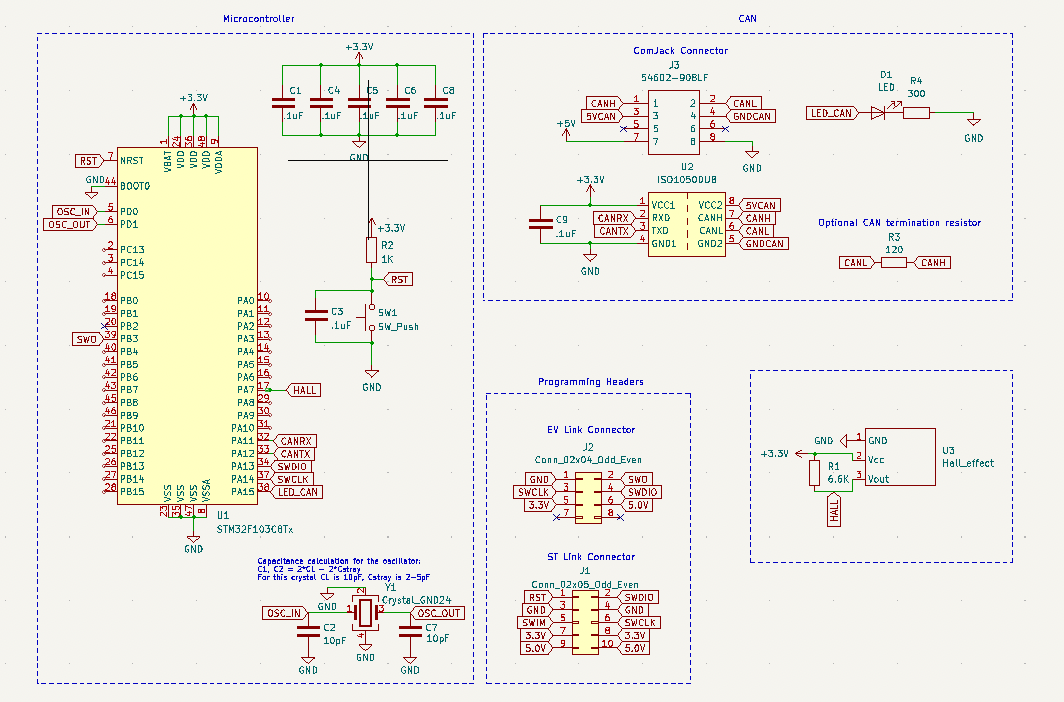 Microcontroller
+3.3V
C1
.1uF
C4
.1uF
C5
.1uF
C6
.1uF
C8
.1uF
GND
+3.3V
1
24
36
48
9
VBAT
VDD
VDD
VDD
VDDA
RST
7
NRST
GND
44
BOOT0
OSC_IN
5
PD0
OSC_OUT
6
PD1
2
PC13
3
PC14
4
PC15
18
PB0
19
PB1
20
PB2
SWO
39
PB3
40
PB4
41
PB5
42
PB6
43
PB7
45
PB8
46
PB9
21
PB10
22
PB11
25
PB12
26
PB13
27
PB14
28
PB15
PA0
10
PA1
11
PA2
12
PA3
13
PA4
14
PA5
15
PA6
16
PA7
17
HALL
PA8
29
PA9
30
PA10
31
PA11
32
CANRX
PA12
33
CANTX
PA13
34
SWDIO
PA14
37
SWCLK
PA15
38
LED_CAN
VSS
VSS
VSS
VSSA
23
35
47
8
U1
STM32F103C8Tx
GND
+3.3V
R2
1K
RST
C3
.1uF
SW1
SW_Push
GND
Capacitance calculation for the oscillator:
C1, C2 = 2*CL - 2*Cstray
For this crystal CL is 10pF, Cstray is 2-5pF
Y1
Crystal_GND24
GND
OSC_IN
1
2
3
4
OSC_OUT
C2
10pF
C7
10pF
GND
GND
GND
CAN
ComJack Connector
J3
54602-908LF
CANH
1
1
2
2
CANL
5VCAN
3
3
4
4
GNDCAN
5
5
6
6
+5V
7
7
8
8
GND
U2
ISO1050DUB
+3.3V
C9
.1uF
GND
1
VCC1
VCC2
8
5VCAN
CANRX
2
RXD
CANH
7
CANH
CANTX
3
TXD
CANL
6
CANL
4
GND1
GND2
5
GNDCAN
D1
LED
R4
300
LED_CAN
GND
Optional CAN termination resistor
R3
120
CANL
CANH
Programming Headers
EV Link Connector
J2
Conn_02x04_Odd_Even
GND
1
2
SWO
SWCLK
3
4
SWDIO
3.3V
5
6
5.0V
7
8
ST Link Connector
J1
Conn_02x05_Odd_Even
RST
1
2
SWDIO
GND
3
4
GND
SWIM
5
6
SWCLK
3.3V
7
8
3.3V
5.0V
9
10
5.0V
GND
1
GND
+3.3V
2
Vcc
3
Vout
R1
6.6K
HALL
U3
Hall_effect